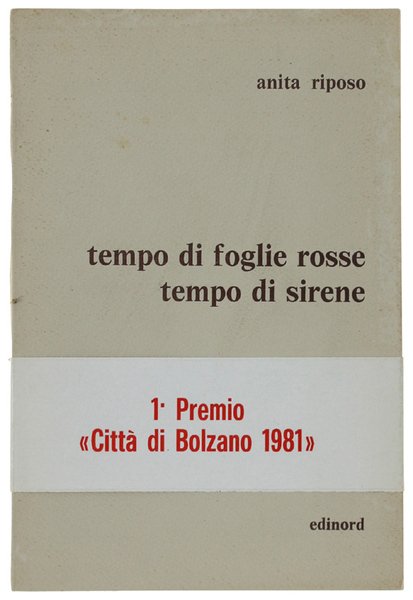 anita riposo
tempo di foglie rosse
tempo di sirene
1° Premio
«Città di Bolzano 1981»
edinord